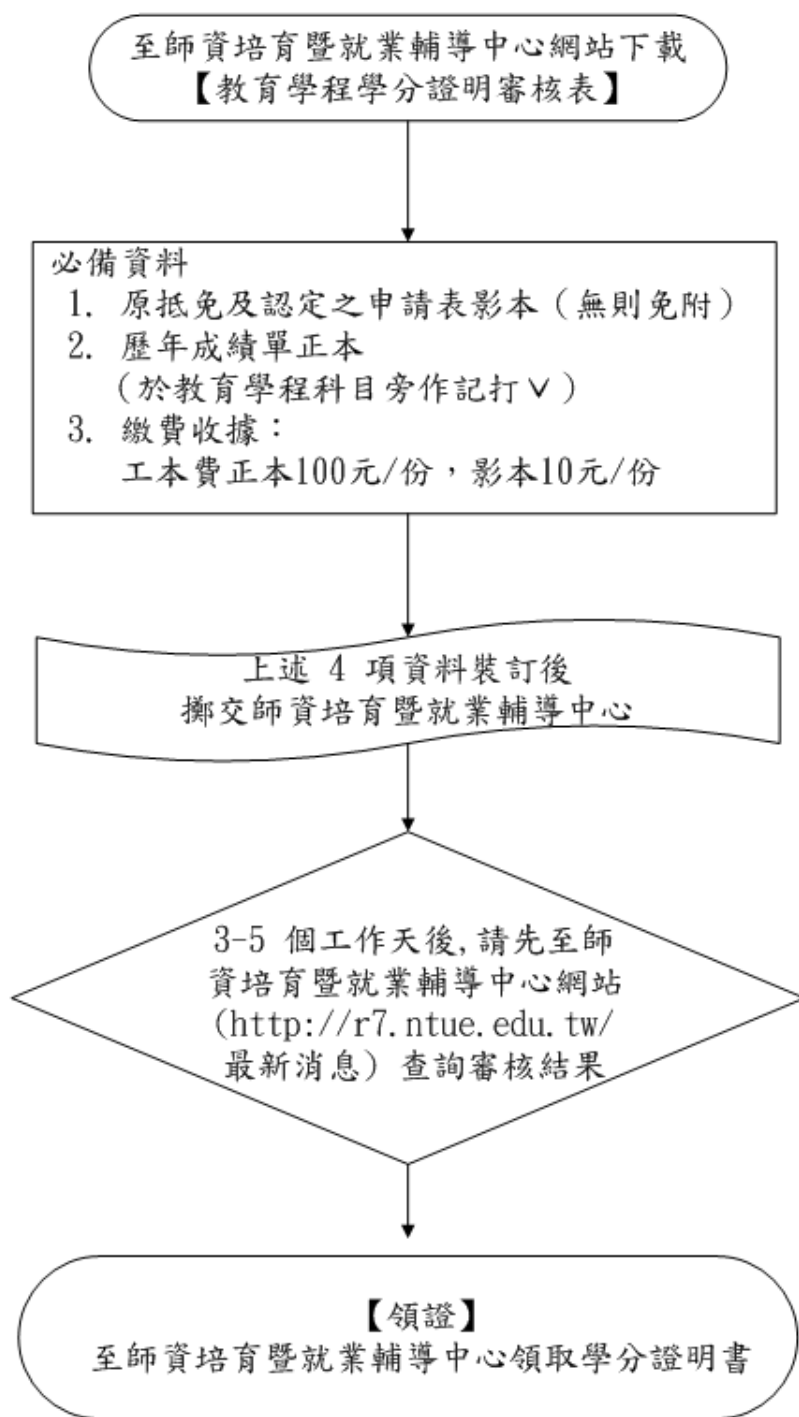 至師資培育暨就業輔導中心網站下載
【教育學程學分證明審核表】
必備資料
1. 原抵免及認定之申請表影本（無則免附）
2. 歷年成績單正本
（於教育學程科目旁作記打∨）
3. 繳費收據：
工本費正本100元/份，影本10元/份
上述 4 項資料裝訂後
擲交師資培育暨就業輔導中心
3-5 個工作天後,請先至師
資培育暨就業輔導中心網站
(http://r7.ntue.edu.tw/
最新消息) 查詢審核結果
【領證】
至師資培育暨就業輔導中心領取學分證明書